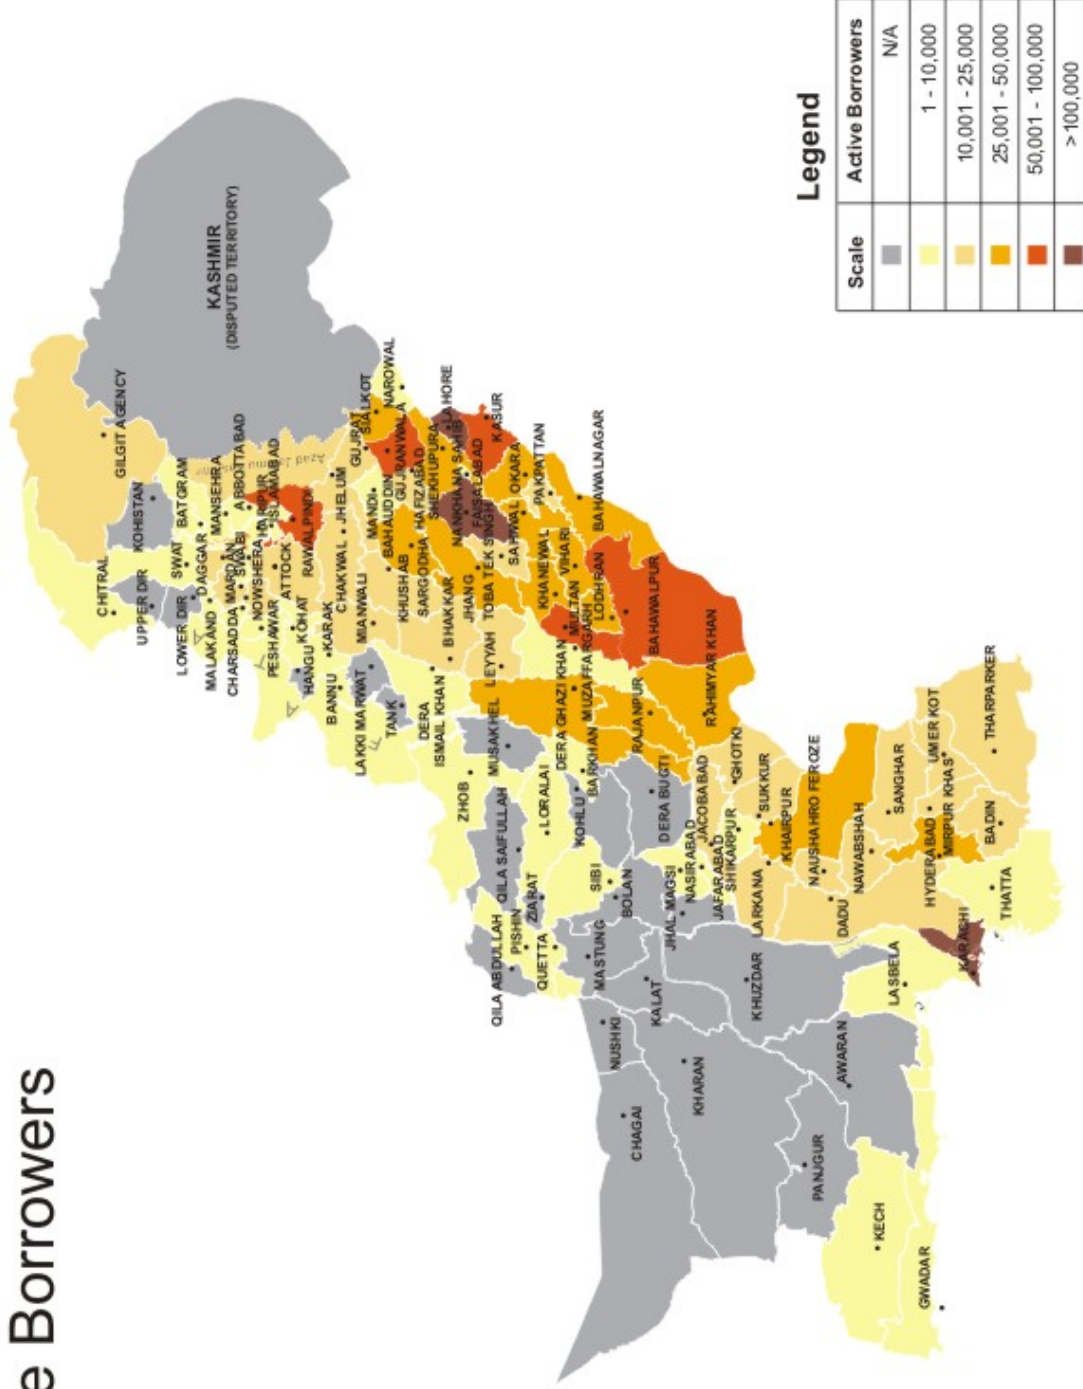 e Borrowers
Legend
Scale Active Borrowers
N/A
1 - 10,000
10,001 - 25,000
25,001 - 50,000
50,001 - 100,000
>100,000
KASHMIR
(DISPUTED TERRITORY)
GILGIT AGENCY
CHITRAL
KOHISTAN
UPPER DIR
LOWER DIR
SWAT
BATGRAM
MANSEHRA
DAGGAR
ABBOTTABAD
MALAKAND
MARDAN
SWABI
HARIPUR
ISLAMABAD
CHARSADDA
NOWSHERA
PESHAWAR
ATTOCK
RAWALPINDI
KOHAT
HANGU
KARAK
BANNU
CHAKWAL
JHELUM
GUJRAT
SIALKOT
NAROWAL
LAKKI MARWAT
MIANWALI
MANDI
BAHAUDDIN
GUJRANWALA
TANK
KHUSHAB
SARGODHA
HAFIZABAD
SHEKHUPURA
LAHORE
DERA
ISMAIL KHAN
BHAKKAR
JHANG
NANKHANA SAHIB
FAISALABAD
KASUR
TOBA TEK SINGH
OKARA
SAHIWAL
PAKPATTAN
LEYYAH
KHANEWAL
VIHARI
BAHAWALNAGAR
MULTAN
LODHRAN
MUZAFFARGARH
DERA GHAZI KHAN
BAHAWALPUR
RAJANPUR
RAHIMYAR KHAN
ZHOB
MUSAKHEL
QILA SAIFULLAH
LORALAI
BARKHAN
KOHLU
DERA BUGTI
ZIARAT
PISHIN
QILA ABDULLAH
QUETTA
SIBI
BOLAN
MASTUNG
KALAT
NUSHKI
CHAGAI
KHARAN
KHUZDAR
JHAL MAGSI
NASIRABAD
JAFARABAD
JACOBABAD
SHIKARPUR
GHOTKI
SUKKUR
LARKANA
KHAIRPUR
NAUSHAHRO FEROZE
DADU
NAWABSHAH
SANGHAR
UMER KOT
THARPARKER
MIRPUR KHAS
HYDERABAD
BADIN
THATTA
KARACHI
LASBELA
AWARAN
PANJGUR
KECH
GWADAR